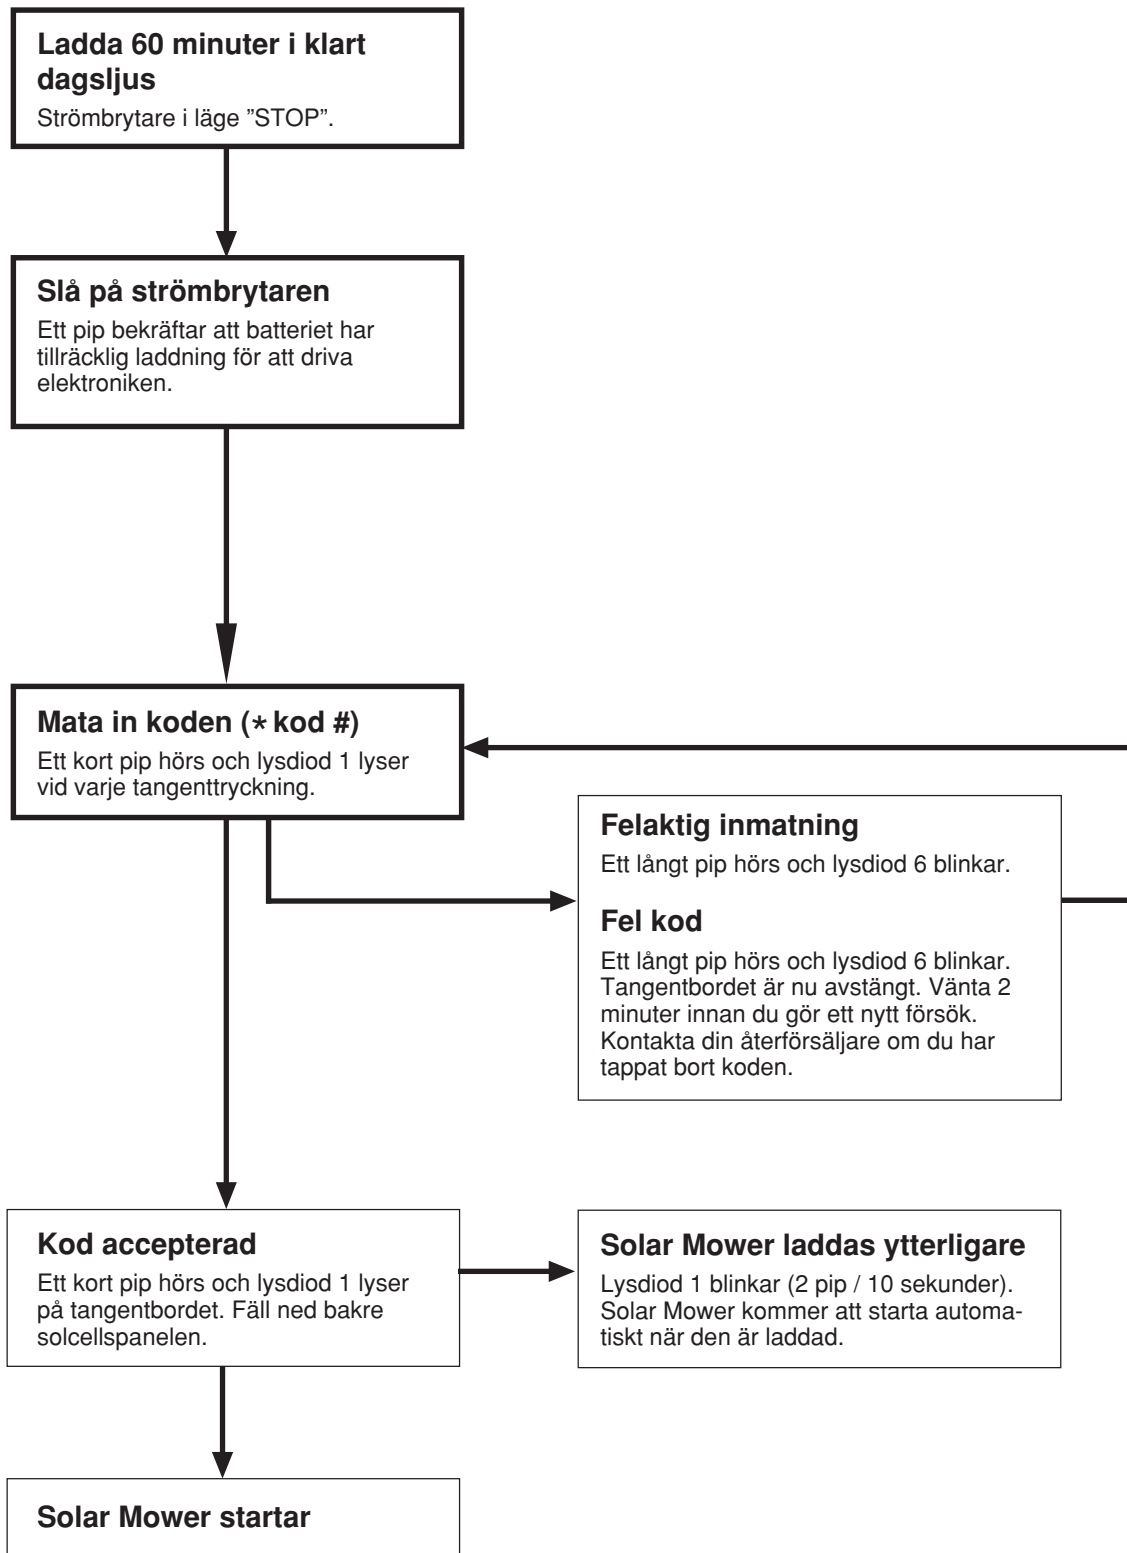 Ladda 60 minuter i klart
dagsljus
Strömbrytare i läge ”STOP”.
Slå på strömbrytaren
Ett pip bekräftar att batteriet har
tillräcklig laddning för att driva
elektroniken.
Mata in koden (* kod #)
Ett kort pip hörs och lysdiod 1 lyser
vid varje tangenttryckning.
Felaktig inmatning
Ett långt pip hörs och lysdiod 6 blinkar.
Fel kod
Ett långt pip hörs och lysdiod 6 blinkar.
Tangentbordet är nu avstängt. Vänta 2
minuter innan du gör ett nytt försök.
Kontakta din återförsäljare om du har
tappat bort koden.
Kod accepterad
Ett kort pip hörs och lysdiod 1 lyser
på tangentbordet. Fäll ned bakre
solcellspanelen.
Solar Mower laddas ytterligare
Lysdiod 1 blinkar (2 pip / 10 sekunder).
Solar Mower kommer att starta automa-
tiskt när den är laddad.
Solar Mower startar